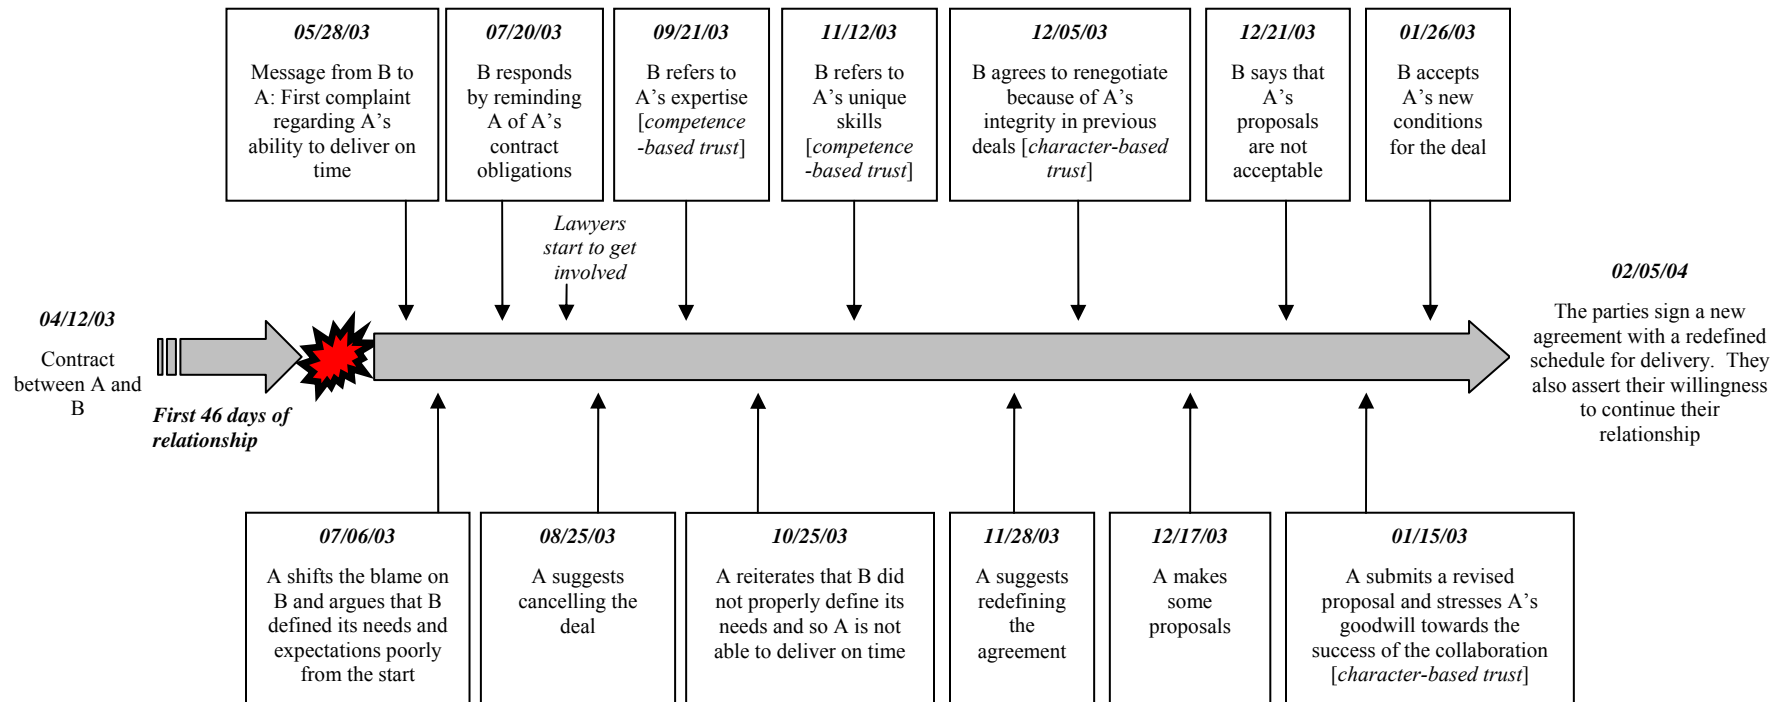 05/28/03
Message from B to
A: First complaint
regarding A’s
ability to deliver on
time
07/20/03
B responds
by reminding
A of A’s
contract
obligations
09/21/03
B refers to
A’s expertise
[competence
-based trust]
11/12/03
B refers to
A’s unique
skills
[competence
-based trust]
12/05/03
B agrees to renegotiate
because of A’s
integrity in previous
deals [character-based
trust]
12/21/03
B says that
A’s
proposals
are not
acceptable
01/26/03
B accepts
A’s new
conditions
for the deal
Lawyers
start to get
involved
04/12/03
Contract
between A and
B
First 46 days of
relationship
02/05/04
The parties sign a new
agreement with a redefined
schedule for delivery.  They
also assert their willingness
to continue their
relationship
07/06/03
A shifts the blame on
B and argues that B
defined its needs and
expectations poorly
from the start
08/25/03
A suggests
cancelling the
deal
10/25/03
A reiterates that B did
not properly define its
needs and so A is not
able to deliver on time
11/28/03
A suggests
redefining
the
agreement
12/17/03
A makes
some
proposals
01/15/03
A submits a revised
proposal and stresses A’s
goodwill towards the
success of the collaboration
[character-based trust]